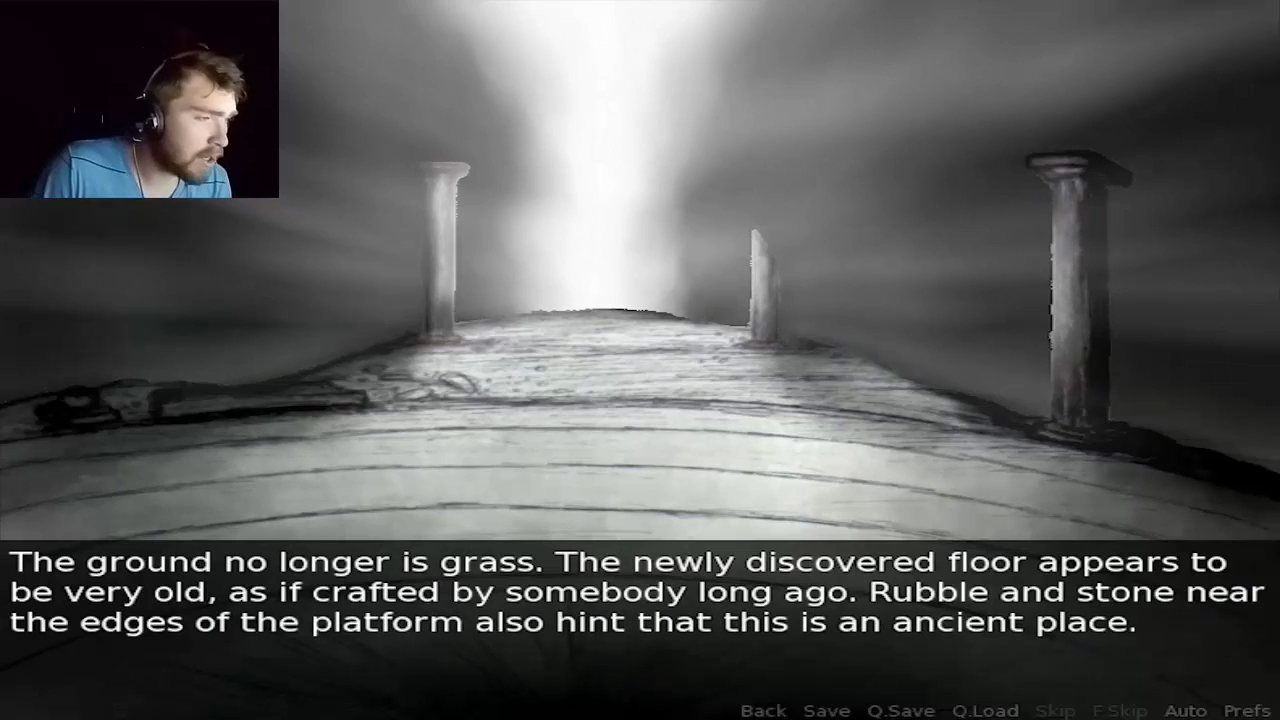 The ground no longer is grass. The newly discovered floor appears to
be very old, as if crafted by somebody long ago. Rubble and stone near
the edges of the platform also hint that this is an ancient place.
Back Save Q.Save Q.Load Skip F.Skip Auto Prefs